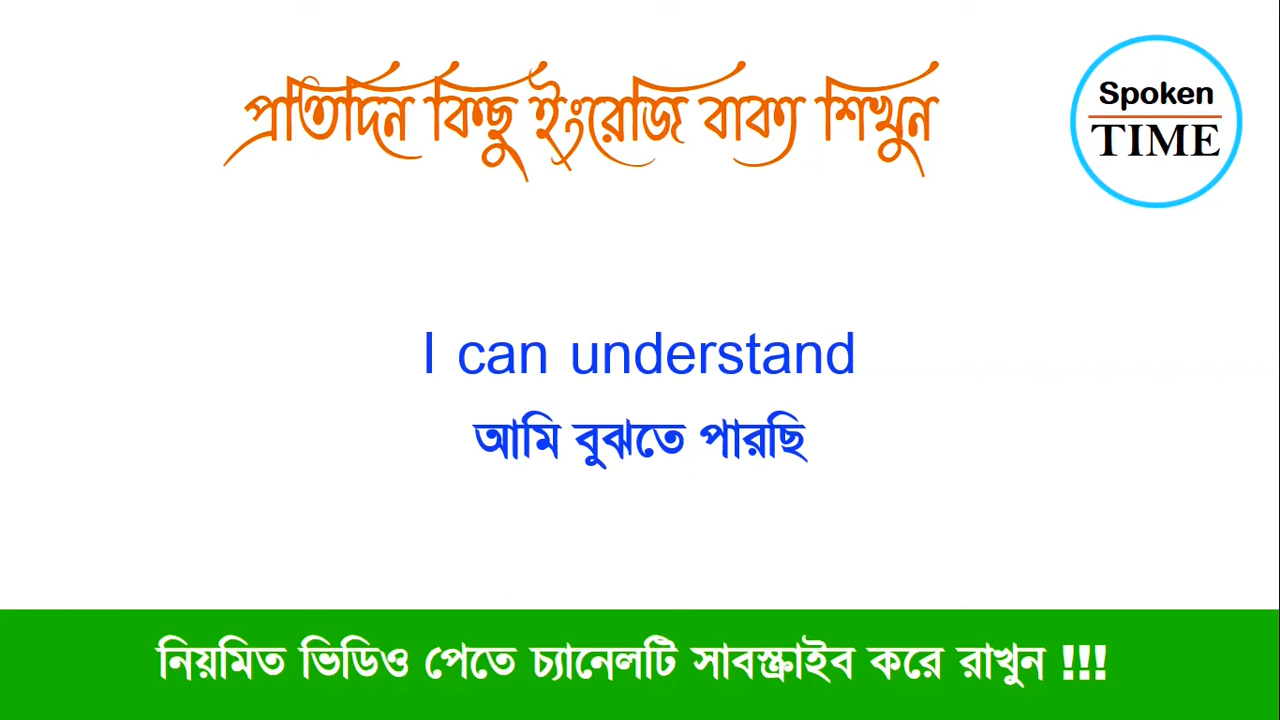 প্রতিদিন কিছু ইংরেজি বাক্য শিখুন
Spoken
TIME
I can understand
আমি বুঝতে পারছি
নিয়মিত ভিডিও পেতে চ্যানেলটি সাবস্ক্রাইব করে রাখুন !!!